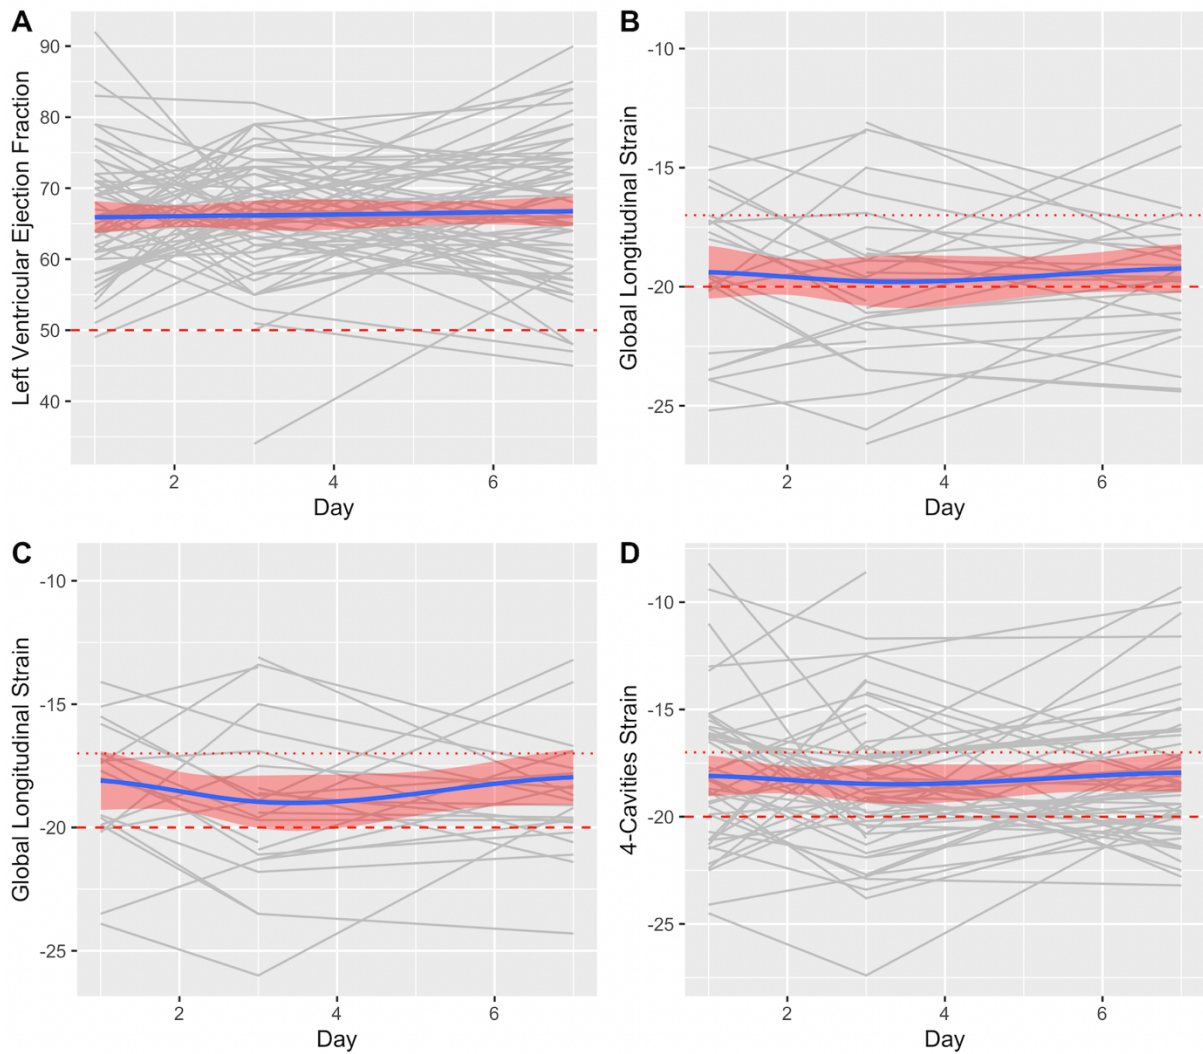 A
Left Ventricular Ejection Fraction
90
80
70
60
50
40
2
4
6
Day
B
Global Longitudinal Strain
-10
-15
-20
-25
2
4
6
Day
C
Global Longitudinal Strain
-10
-15
-20
-25
2
4
6
Day
D
4-Cavities Strain
-10
-15
-20
-25
2
4
6
Day